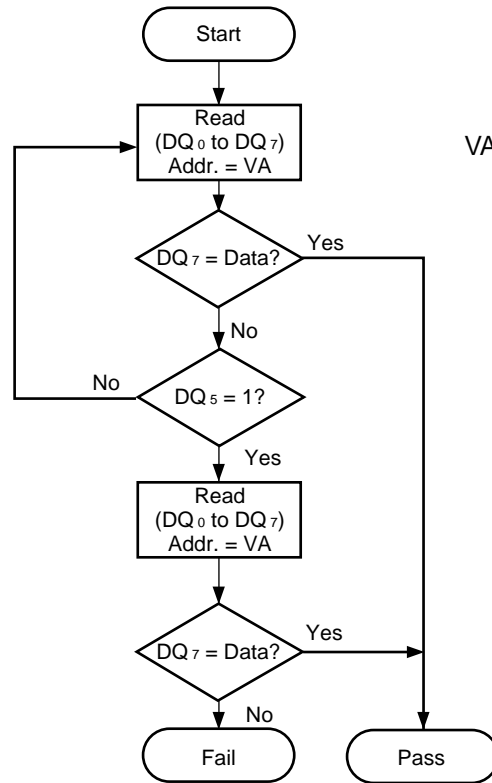 Start
Read
(DQ0 to DQ7)
Addr. = VA
VA
DQ7 = Data?
Yes
No
No
DQ5 = 1?
Yes
Read
(DQ0 to DQ7)
Addr. = VA
DQ7 = Data?
Yes
No
Fail
Pass